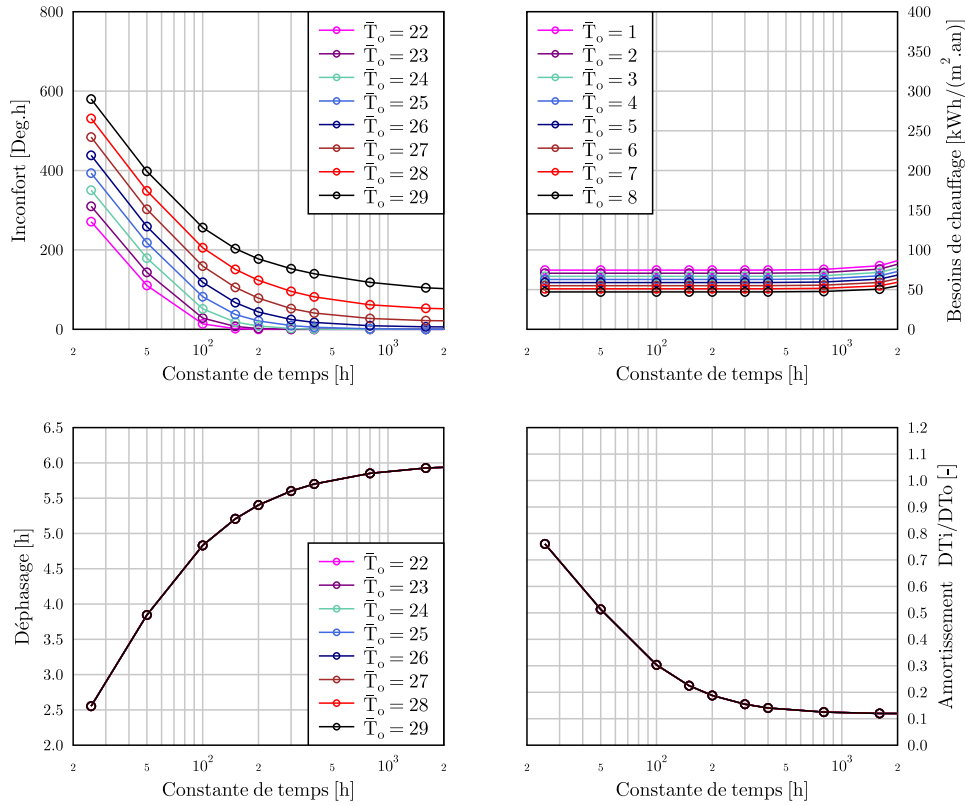 Inconfort [Deg.h]
800
600
400
200
0
T̄ₒ = 22
T̄ₒ = 23
T̄ₒ = 24
T̄ₒ = 25
T̄ₒ = 26
T̄ₒ = 27
T̄ₒ = 28
T̄ₒ = 29
2 5 10² 2 5 10³ 2
Constante de temps [h]
T̄ₒ = 1
T̄ₒ = 2
T̄ₒ = 3
T̄ₒ = 4
T̄ₒ = 5
T̄ₒ = 6
T̄ₒ = 7
T̄ₒ = 8
400
350
300
250
200
150
100
50
0
Besoins de chauffage [kWh/(m².an)]
2 5 10² 2 5 10³ 2
Constante de temps [h]
Déphasage [h]
6.5
6.0
5.5
5.0
4.5
4.0
3.5
3.0
2.5
2.0
T̄ₒ = 22
T̄ₒ = 23
T̄ₒ = 24
T̄ₒ = 25
T̄ₒ = 26
T̄ₒ = 27
T̄ₒ = 28
T̄ₒ = 29
2 5 10² 2 5 10³ 2
Constante de temps [h]
1.2
1.1
1.0
0.9
0.8
0.7
0.6
0.5
0.4
0.3
0.2
0.1
0.0
Amortissement DTi/DTo [-]
2 5 10² 2 5 10³ 2
Constante de temps [h]